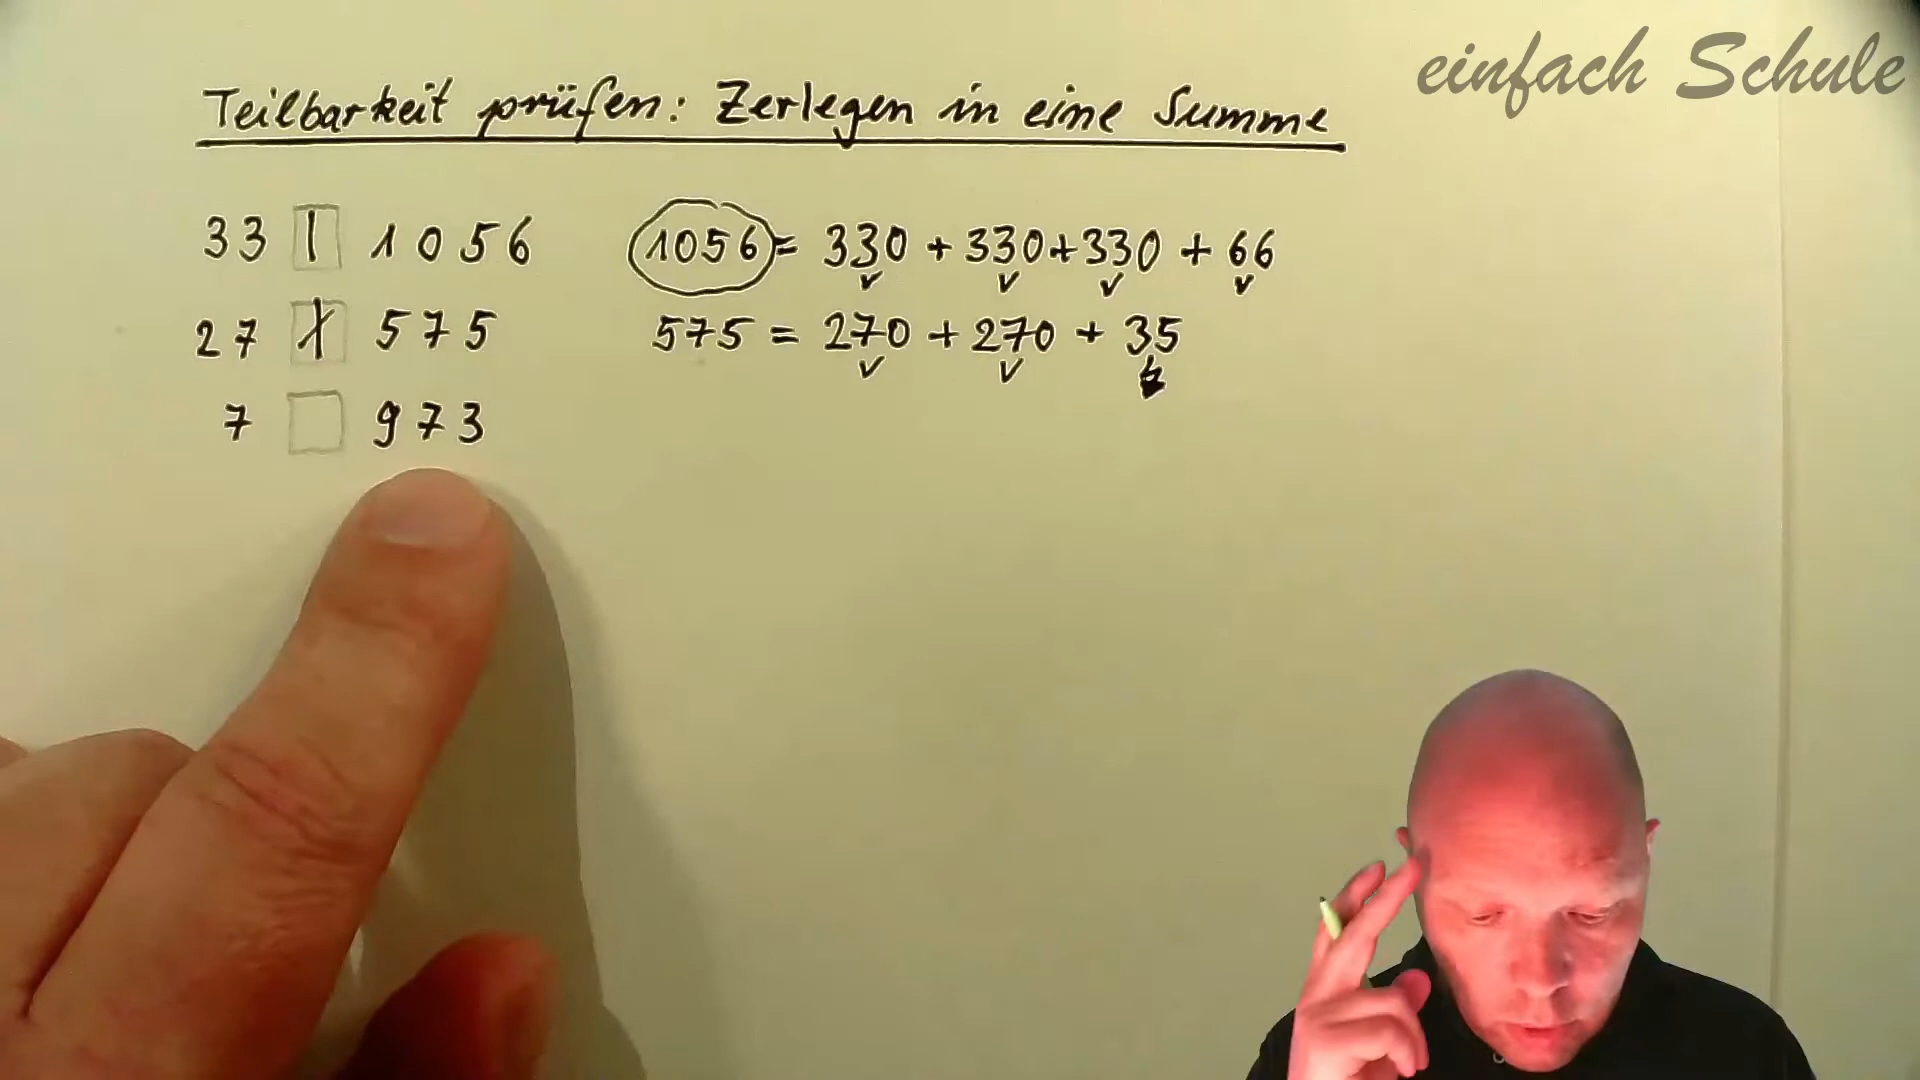 einfach Schule
Teilbarkeit prüfen: Zerlegen in eine Summe
33 | 1056 1056 = 330 + 330 + 330 + 66
27 ∤ 575 575 = 270 + 270 + 35
7 973